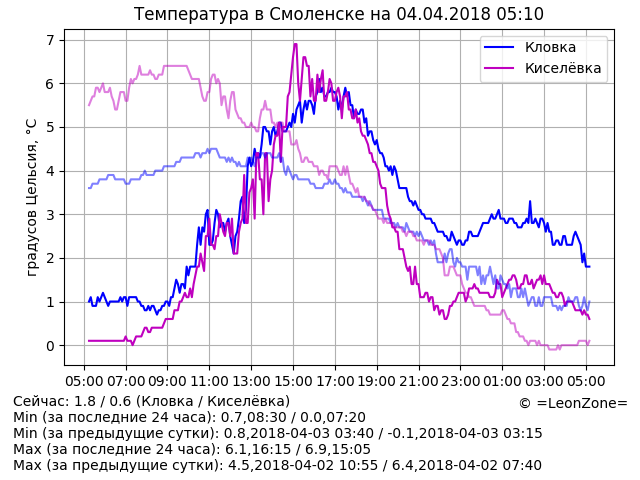 Температура в Смоленске на 04.04.2018 05:10
градусов Цельсия, °C
7
6
5
4
3
2
1
0
Кловка
Киселёвка
05:00 07:00 09:00 11:00 13:00 15:00 17:00 19:00 21:00 23:00 01:00 03:00 05:00
Сейчас: 1.8 / 0.6 (Кловка / Киселёвка)
© =LeonZone=
Min (за последние 24 часа): 0.7,08:30 / 0.0,07:20
Min (за предыдущие сутки): 0.8,2018-04-03 03:40 / -0.1,2018-04-03 03:15
Max (за последние 24 часа): 6.1,16:15 / 6.9,15:05
Max (за предыдущие сутки): 4.5,2018-04-02 10:55 / 6.4,2018-04-02 07:40